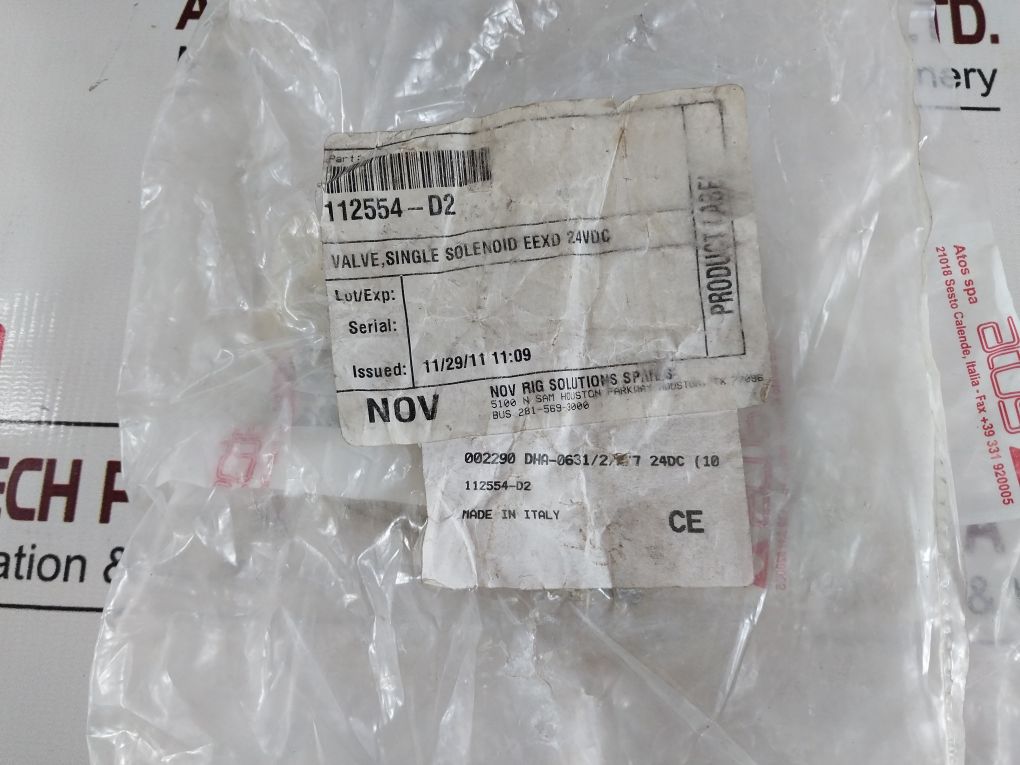 TD.
nery
Part:
112554-D2
VALVE,SINGLE SOLENOID EEXD 24VDC
PRODUCT LABEL
Lot/Exp:
Serial:
Issued: 11/29/11 11:09
NOV
NOV RIG SOLUTIONS SPARES
5100 N SAM HOUSTON PARKWAY HOUSTON, TX 77086
BUS 281-569-3000
002290 DHA-0631/2/ 7 24DC (10
112554-D2
MADE IN ITALY
CE
Atos spa
21018 Sesto Calende, Italia - Fax +39 331 920005
atos
ECH P
ation &
A
&